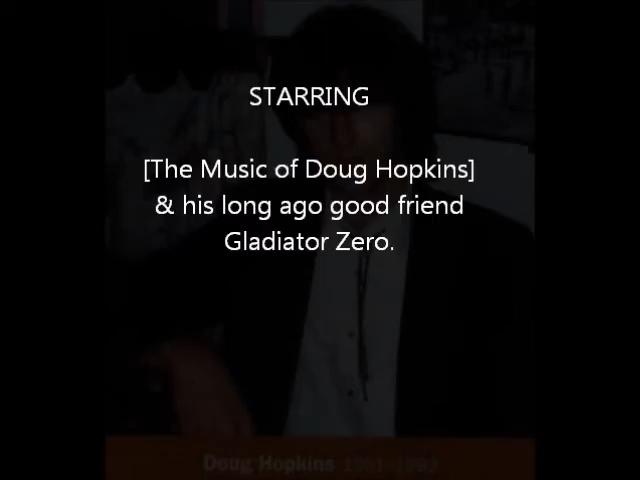 STARRING
[The Music of Doug Hopkins]
& his long ago good friend
Gladiator Zero.
Doug Hopkins